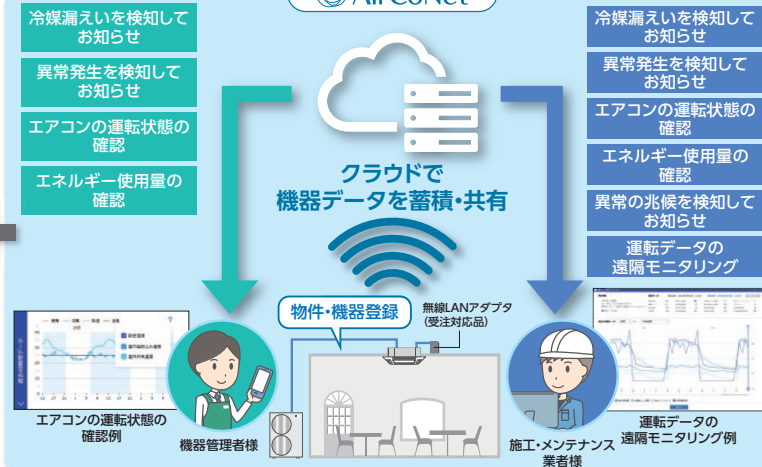 AirCoNet
冷媒漏えいを検知して
お知らせ
異常発生を検知して
お知らせ
エアコンの運転状態の
確認
エネルギー使用量の
確認
クラウドで
機器データを蓄積・共有
冷媒漏えいを検知して
お知らせ
異常発生を検知して
お知らせ
エアコンの運転状態の
確認
エネルギー使用量の
確認
異常の兆候を検知して
お知らせ
運転データの
遠隔モニタリング
物件・機器登録
無線LANアダプタ
(受注対応品)
エアコンの運転状態の
確認例
機器管理者様
施工・メンテナンス
業者様
運転データの
遠隔モニタリング例